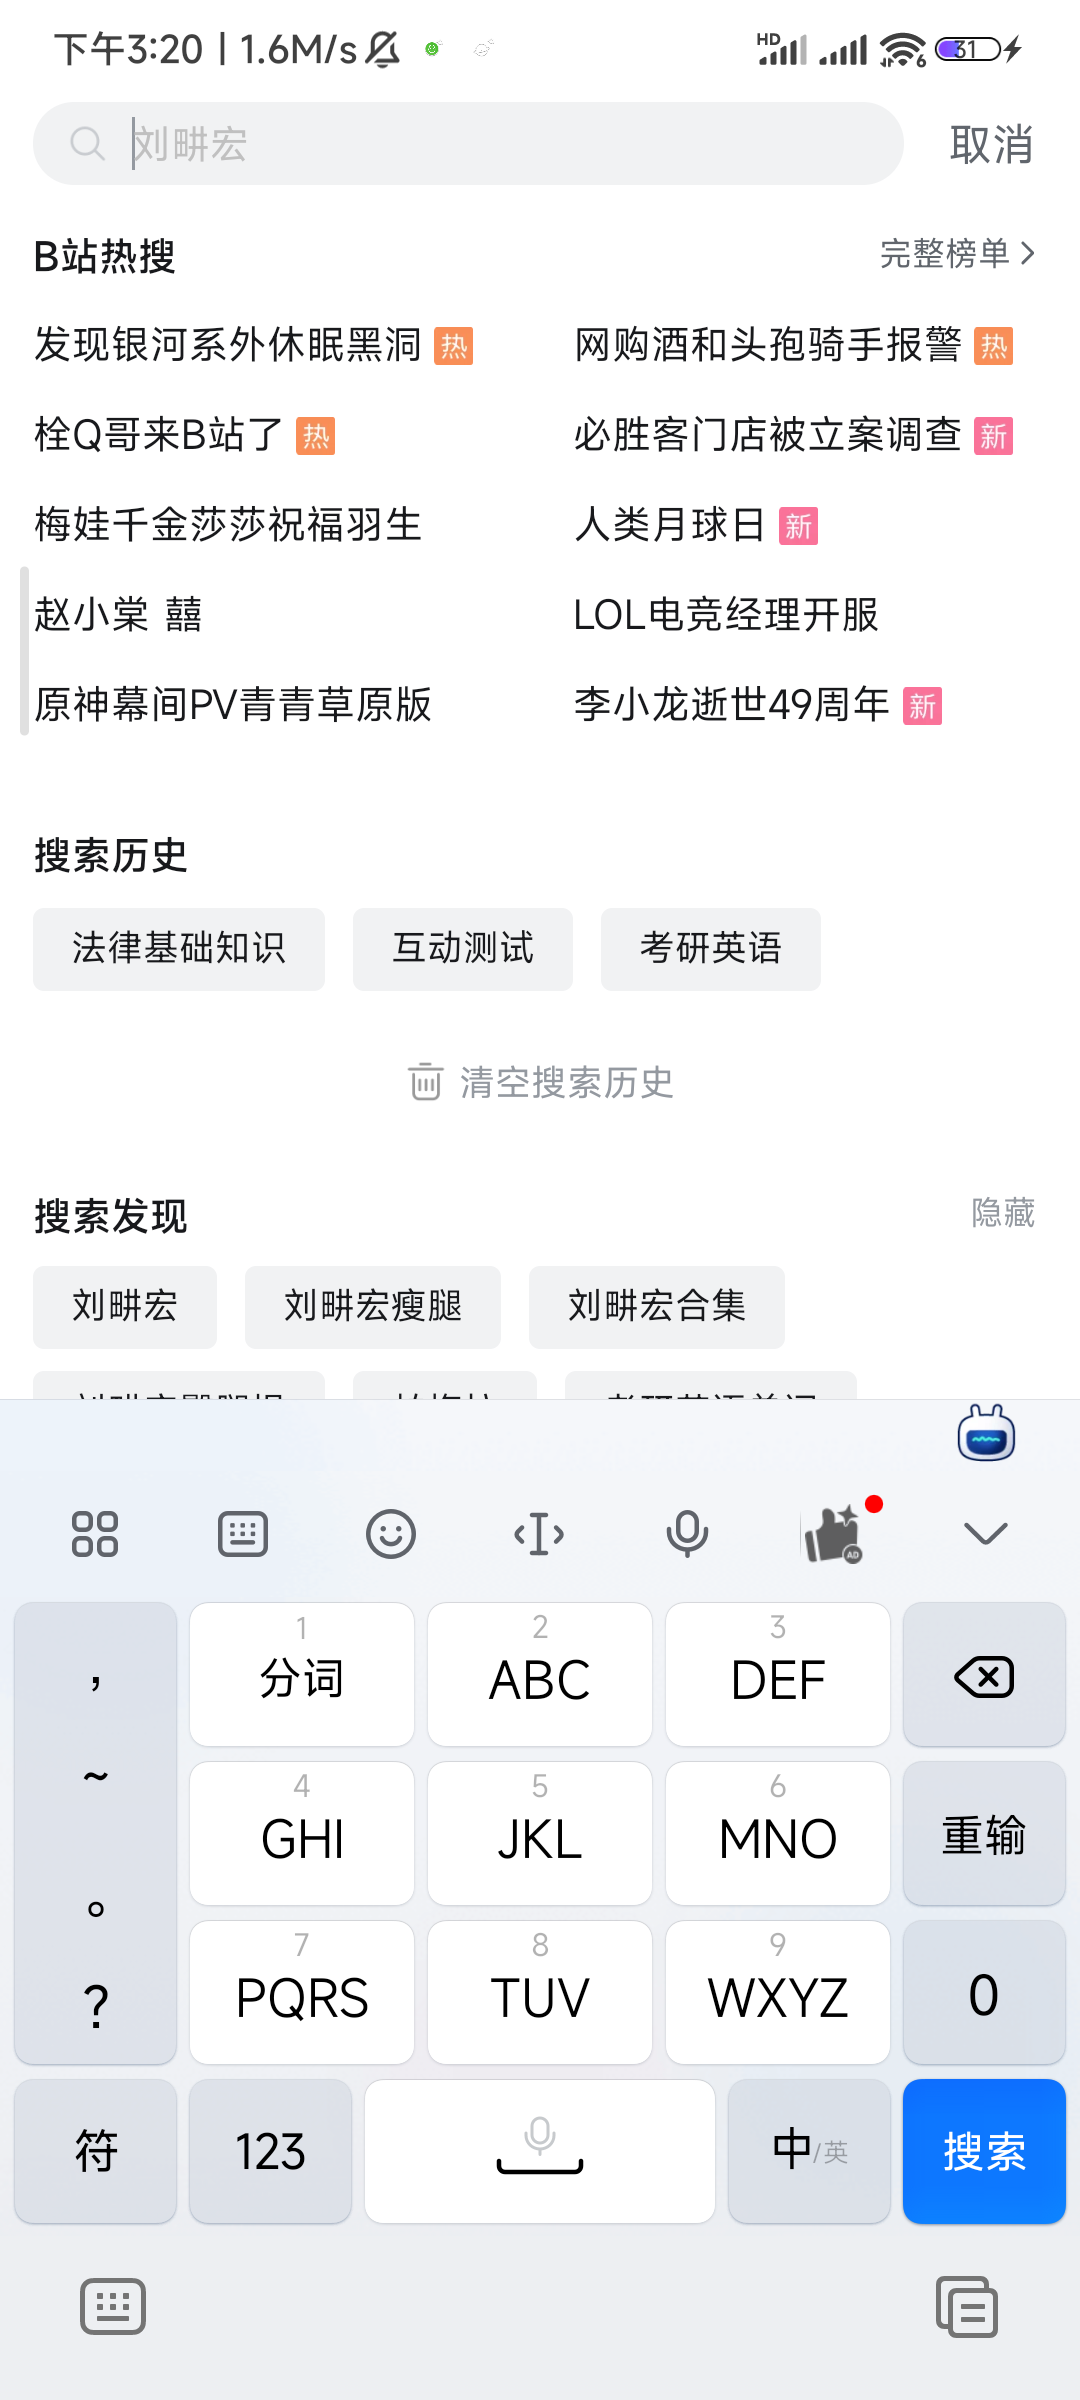 下午3:20 | 1.6M/s HD 6 31
刘畊宏 取消
B站热搜 完整榜单
发现银河系外休眠黑洞 热 网购酒和头孢骑手报警 热
栓Q哥来B站了 热 必胜客门店被立案调查 新
梅娃千金莎莎祝福羽生 人类月球日 新
赵小棠 囍 LOL电竞经理开服
原神幕间PV青青草原版 李小龙逝世49周年 新
搜索历史
法律基础知识 互动测试 考研英语
清空搜索历史
搜索发现 隐藏
刘畊宏 刘畊宏瘦腿 刘畊宏合集
AD
1 2 3
， 分词 ABC DEF
~
4 5 6
GHI JKL MNO 重输
。
7 8 9
? PQRS TUV WXYZ 0
符 123 中/英 搜索